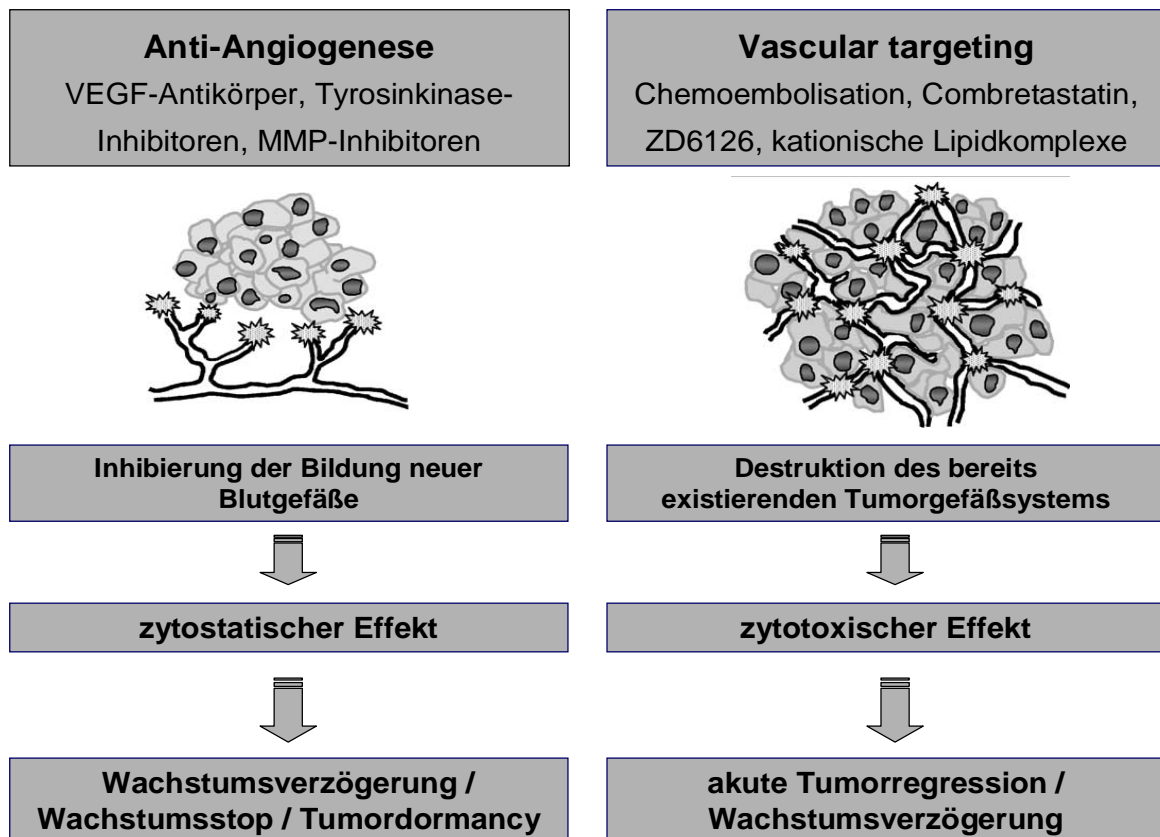 Anti-Angiogenese
VEGF-Antikörper, Tyrosinkinase-
Inhibitoren, MMP-Inhibitoren
Vascular targeting
Chemoembolisation, Combretastatin,
ZD6126, kationische Lipidkomplexe
Inhibierung der Bildung neuer
Blutgefäße
Destruktion des bereits
existierenden Tumorgefäßsystems
zytostatischer Effekt
zytotoxischer Effekt
Wachstumsverzögerung /
Wachstumsstop / Tumordormancy
akute Tumorregression /
Wachstumsverzögerung